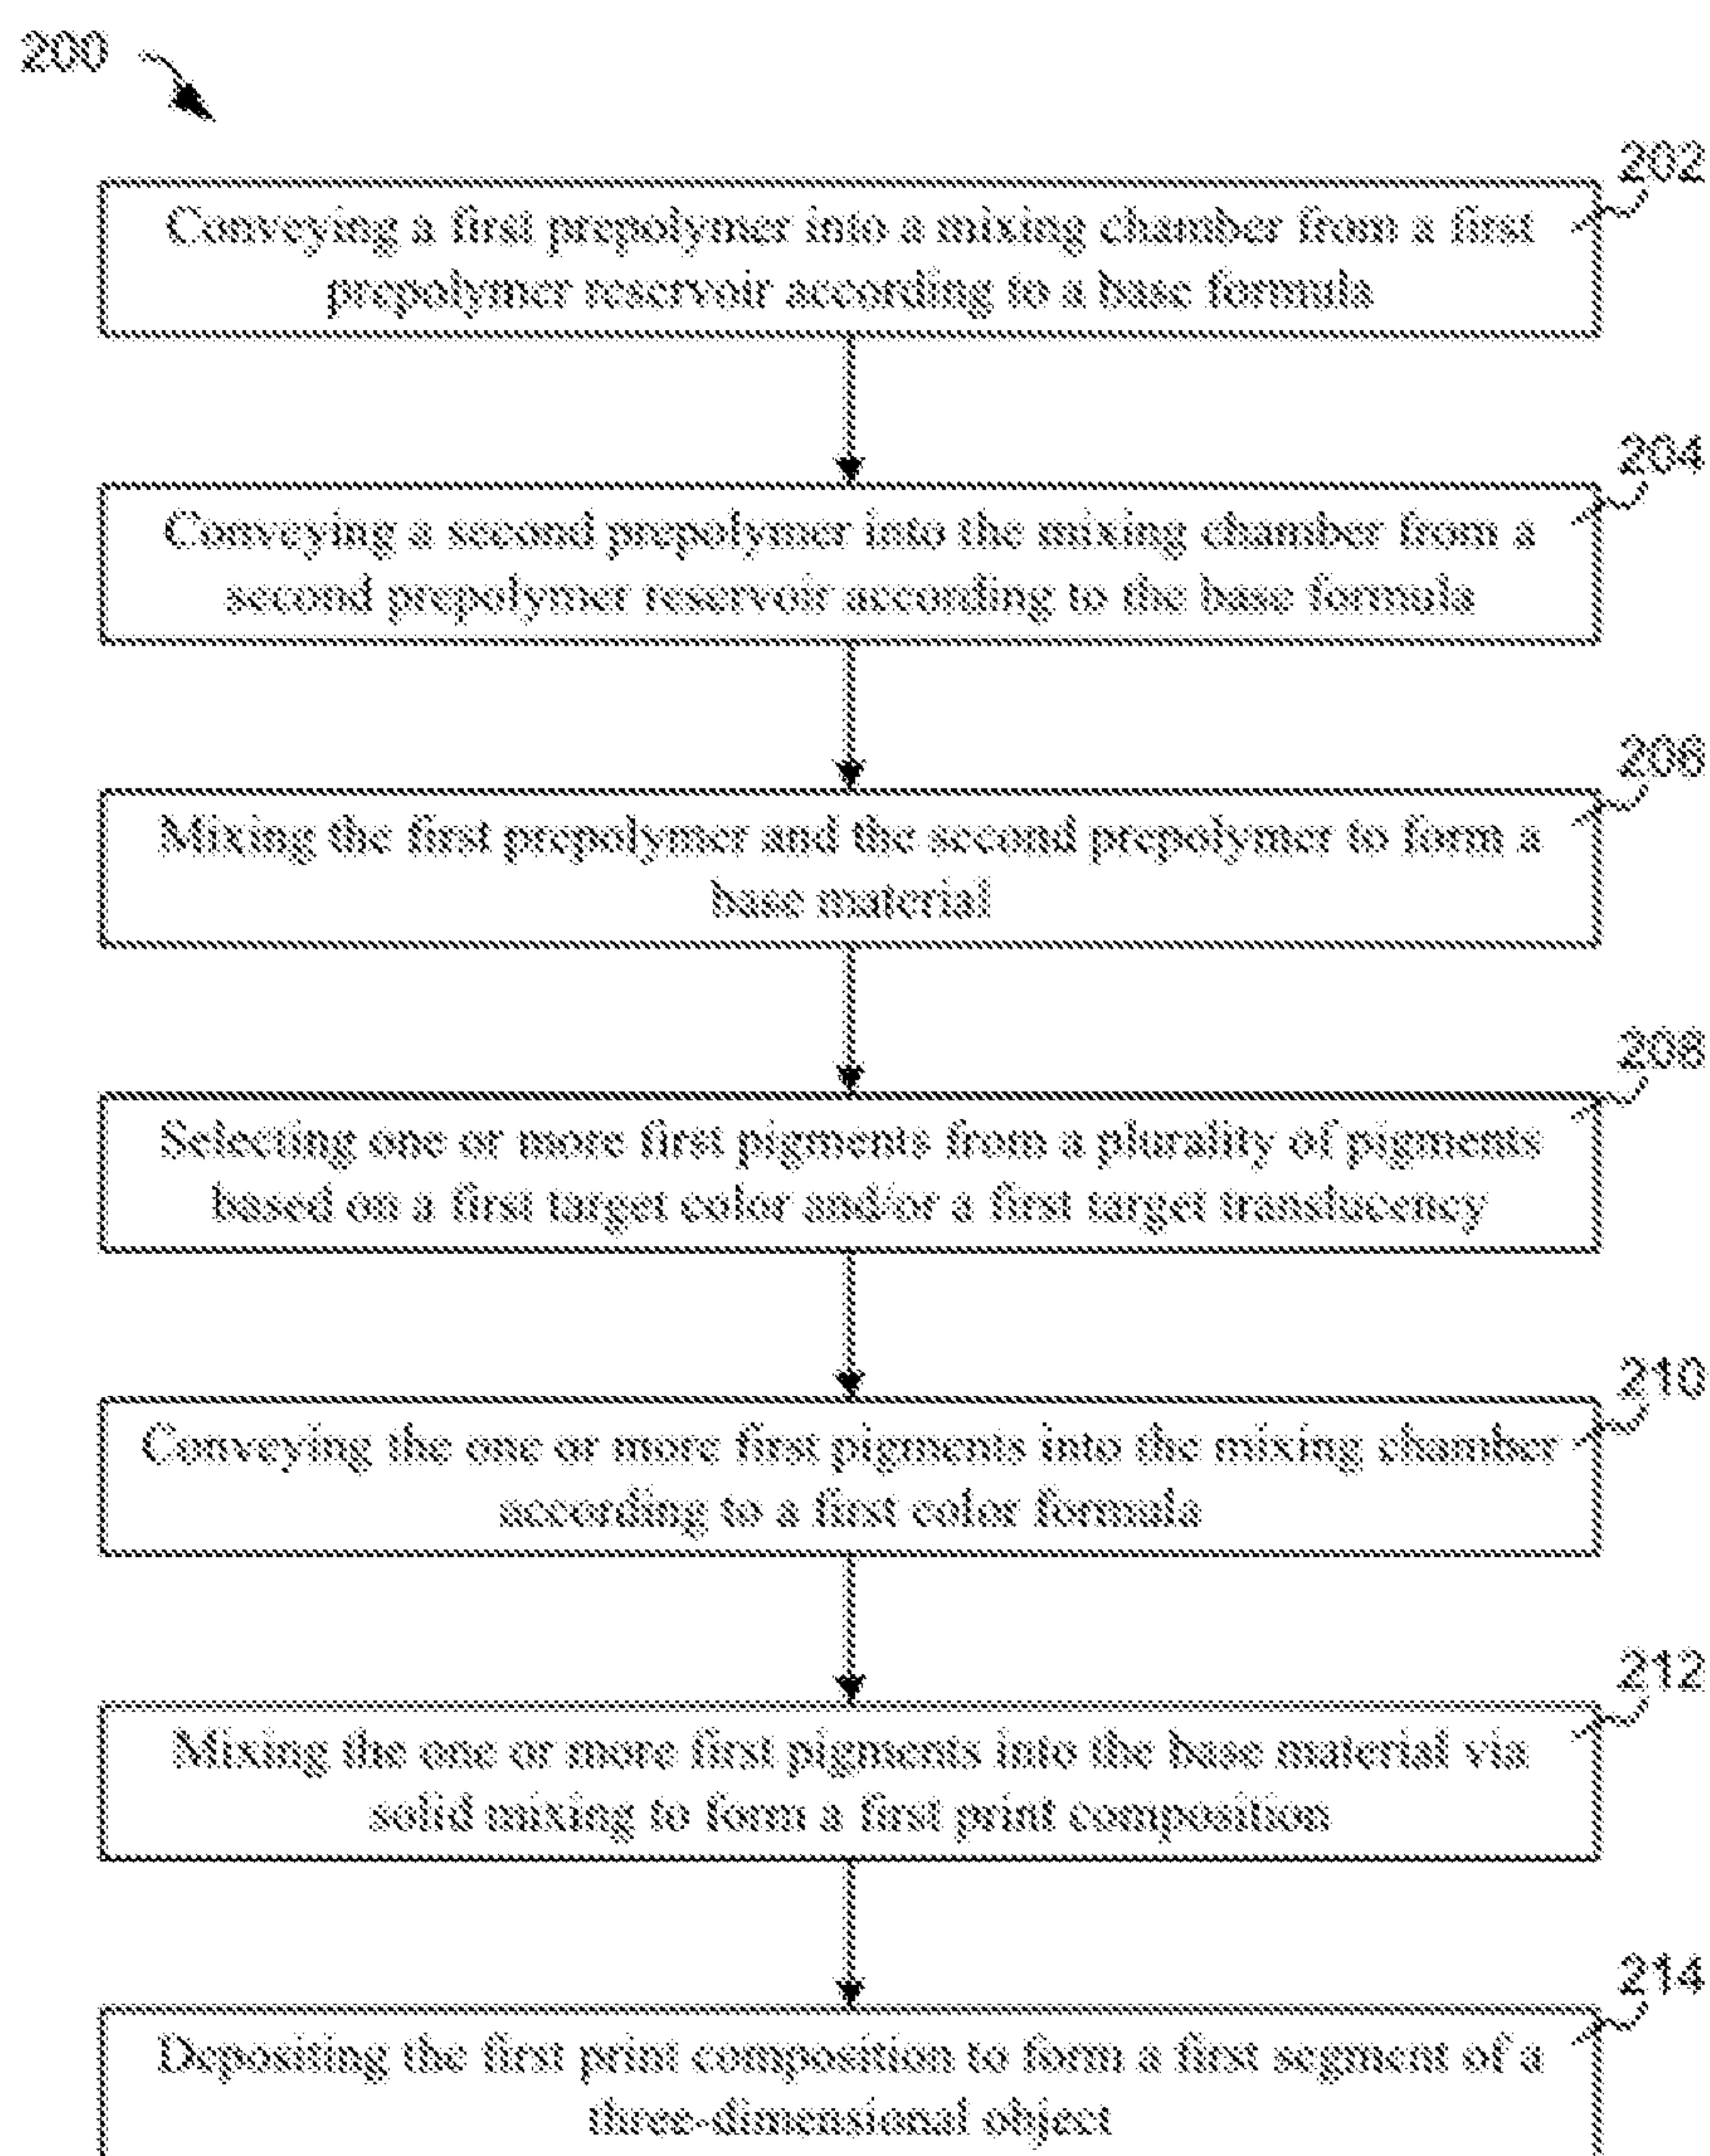 200
202
Conveying a first prepolymer into a mixing chamber from a first
prepolymer reservoir according to a base formula
204
Conveying a second prepolymer into the mixing chamber from a
second prepolymer reservoir according to the base formula
206
Mixing the first prepolymer and the second prepolymer to form a
base material
208
Selecting one or more first pigments from a plurality of pigments
based on a first target color and/or a first target translucency
210
Conveying the one or more first pigments into the mixing chamber
according to a first color formula
212
Mixing the one or more first pigments into the base material via
solid mixing to form a first print composition
214
Depositing the first print composition to form a first segment of a
three-dimensional object